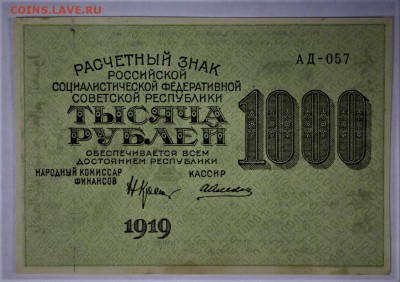 COINS.LAVE.RU
РАСЧЕТНЫЙ ЗНАК
РОССИЙСКОЙ
СОЦИАЛИСТИЧЕСКОЙ ФЕДЕРАТИВНОЙ
СОВЕТСКОЙ РЕСПУБЛИКИ
ТЫСЯЧА
РУБЛЕЙ
ОБЕСПЕЧИВАЕТСЯ ВСЕМ
ДОСТОЯНИЕМ РЕСПУБЛИКИ
НАРОДНЫЙ КОМИССАР
ФИНАНСОВ
КАССИР
1919
АД-057
1000